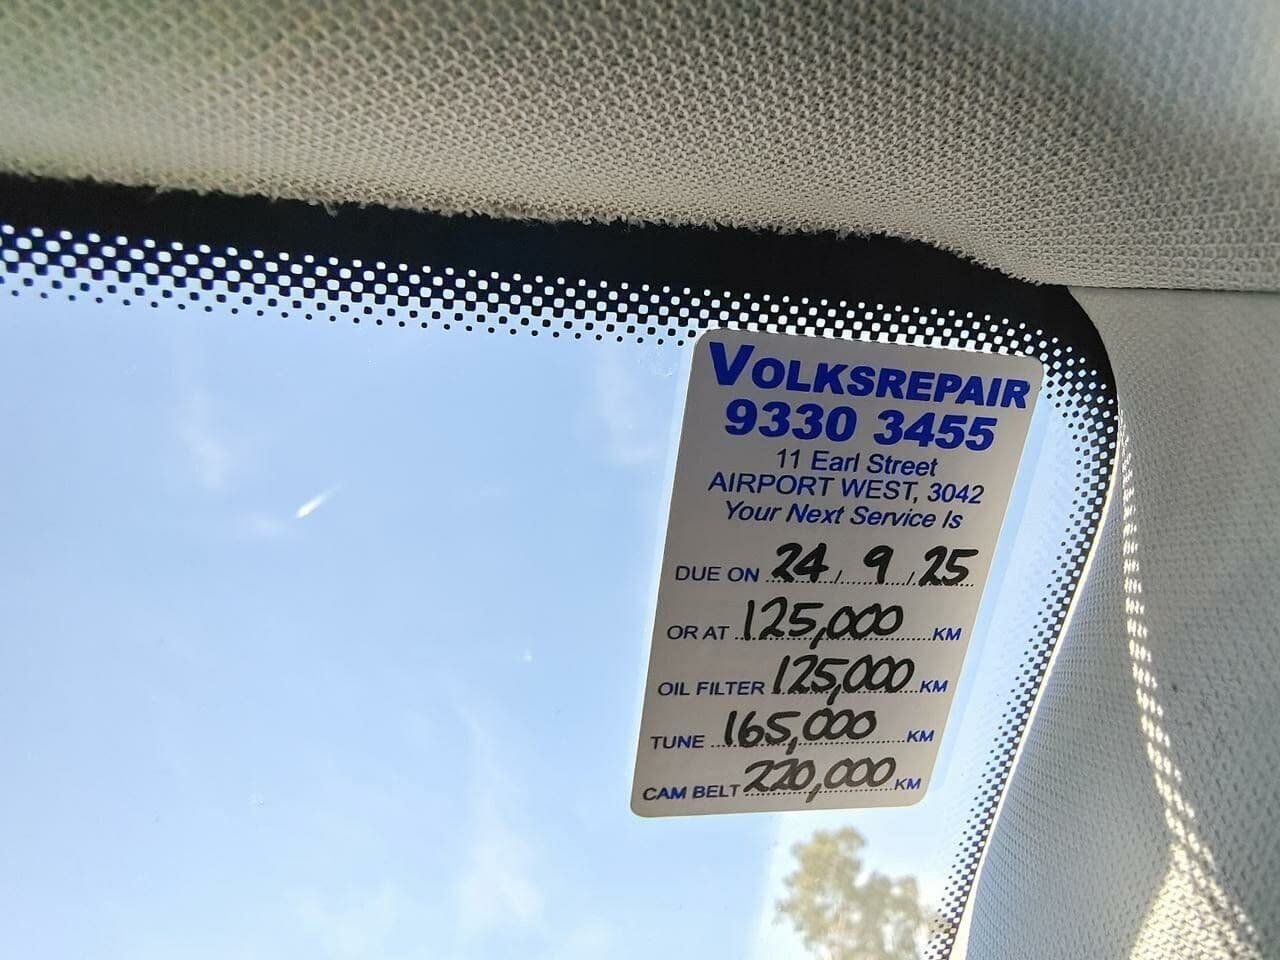 VOLKSREPAIR
9330 3455
11 Earl Street
AIRPORT WEST, 3042
Your Next Service Is
DUE ON 24 / 9 / 25
OR AT 125,000 KM
OIL FILTER 125,000 KM
TUNE 165,000 KM
CAM BELT 220,000 KM